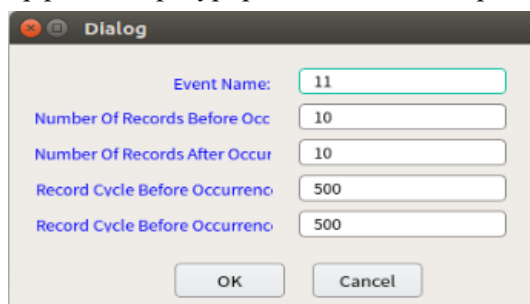 Dialog
Event Name: 11
Number Of Records Before Occ 10
Number Of Records After Occur 10
Record Cycle Before Occurrenc 500
Record Cycle Before Occurrenc 500
OK Cancel